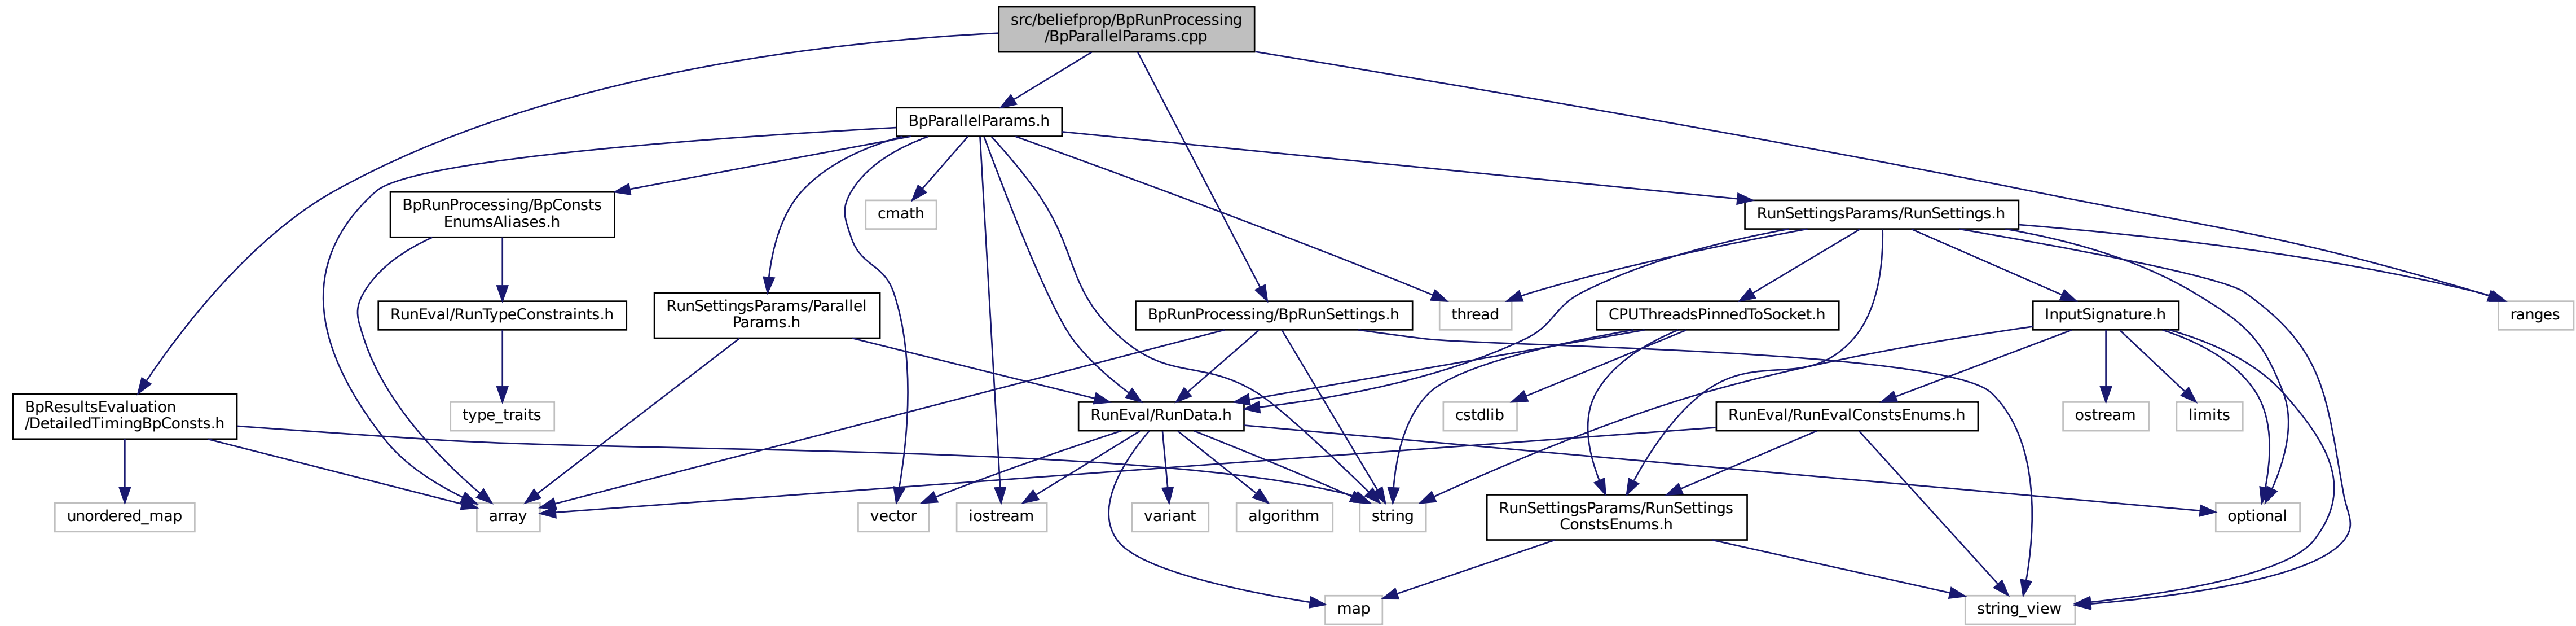 src/beliefprop/BpRunProcessing
/BpParallelParams.cpp
BpParallelParams.h
BpRunProcessing/BpConsts
EnumsAliases.h
cmath
RunSettingsParams/RunSettings.h
RunEval/RunTypeConstraints.h
RunSettingsParams/Parallel
Params.h
BpRunProcessing/BpRunSettings.h
thread
CPUThreadsPinnedToSocket.h
InputSignature.h
ranges
BpResultsEvaluation
/DetailedTimingBpConsts.h
type_traits
RunEval/RunData.h
cstdlib
RunEval/RunEvalConstsEnums.h
ostream
limits
unordered_map
array
vector
iostream
variant
algorithm
string
RunSettingsParams/RunSettings
ConstsEnums.h
optional
map
string_view